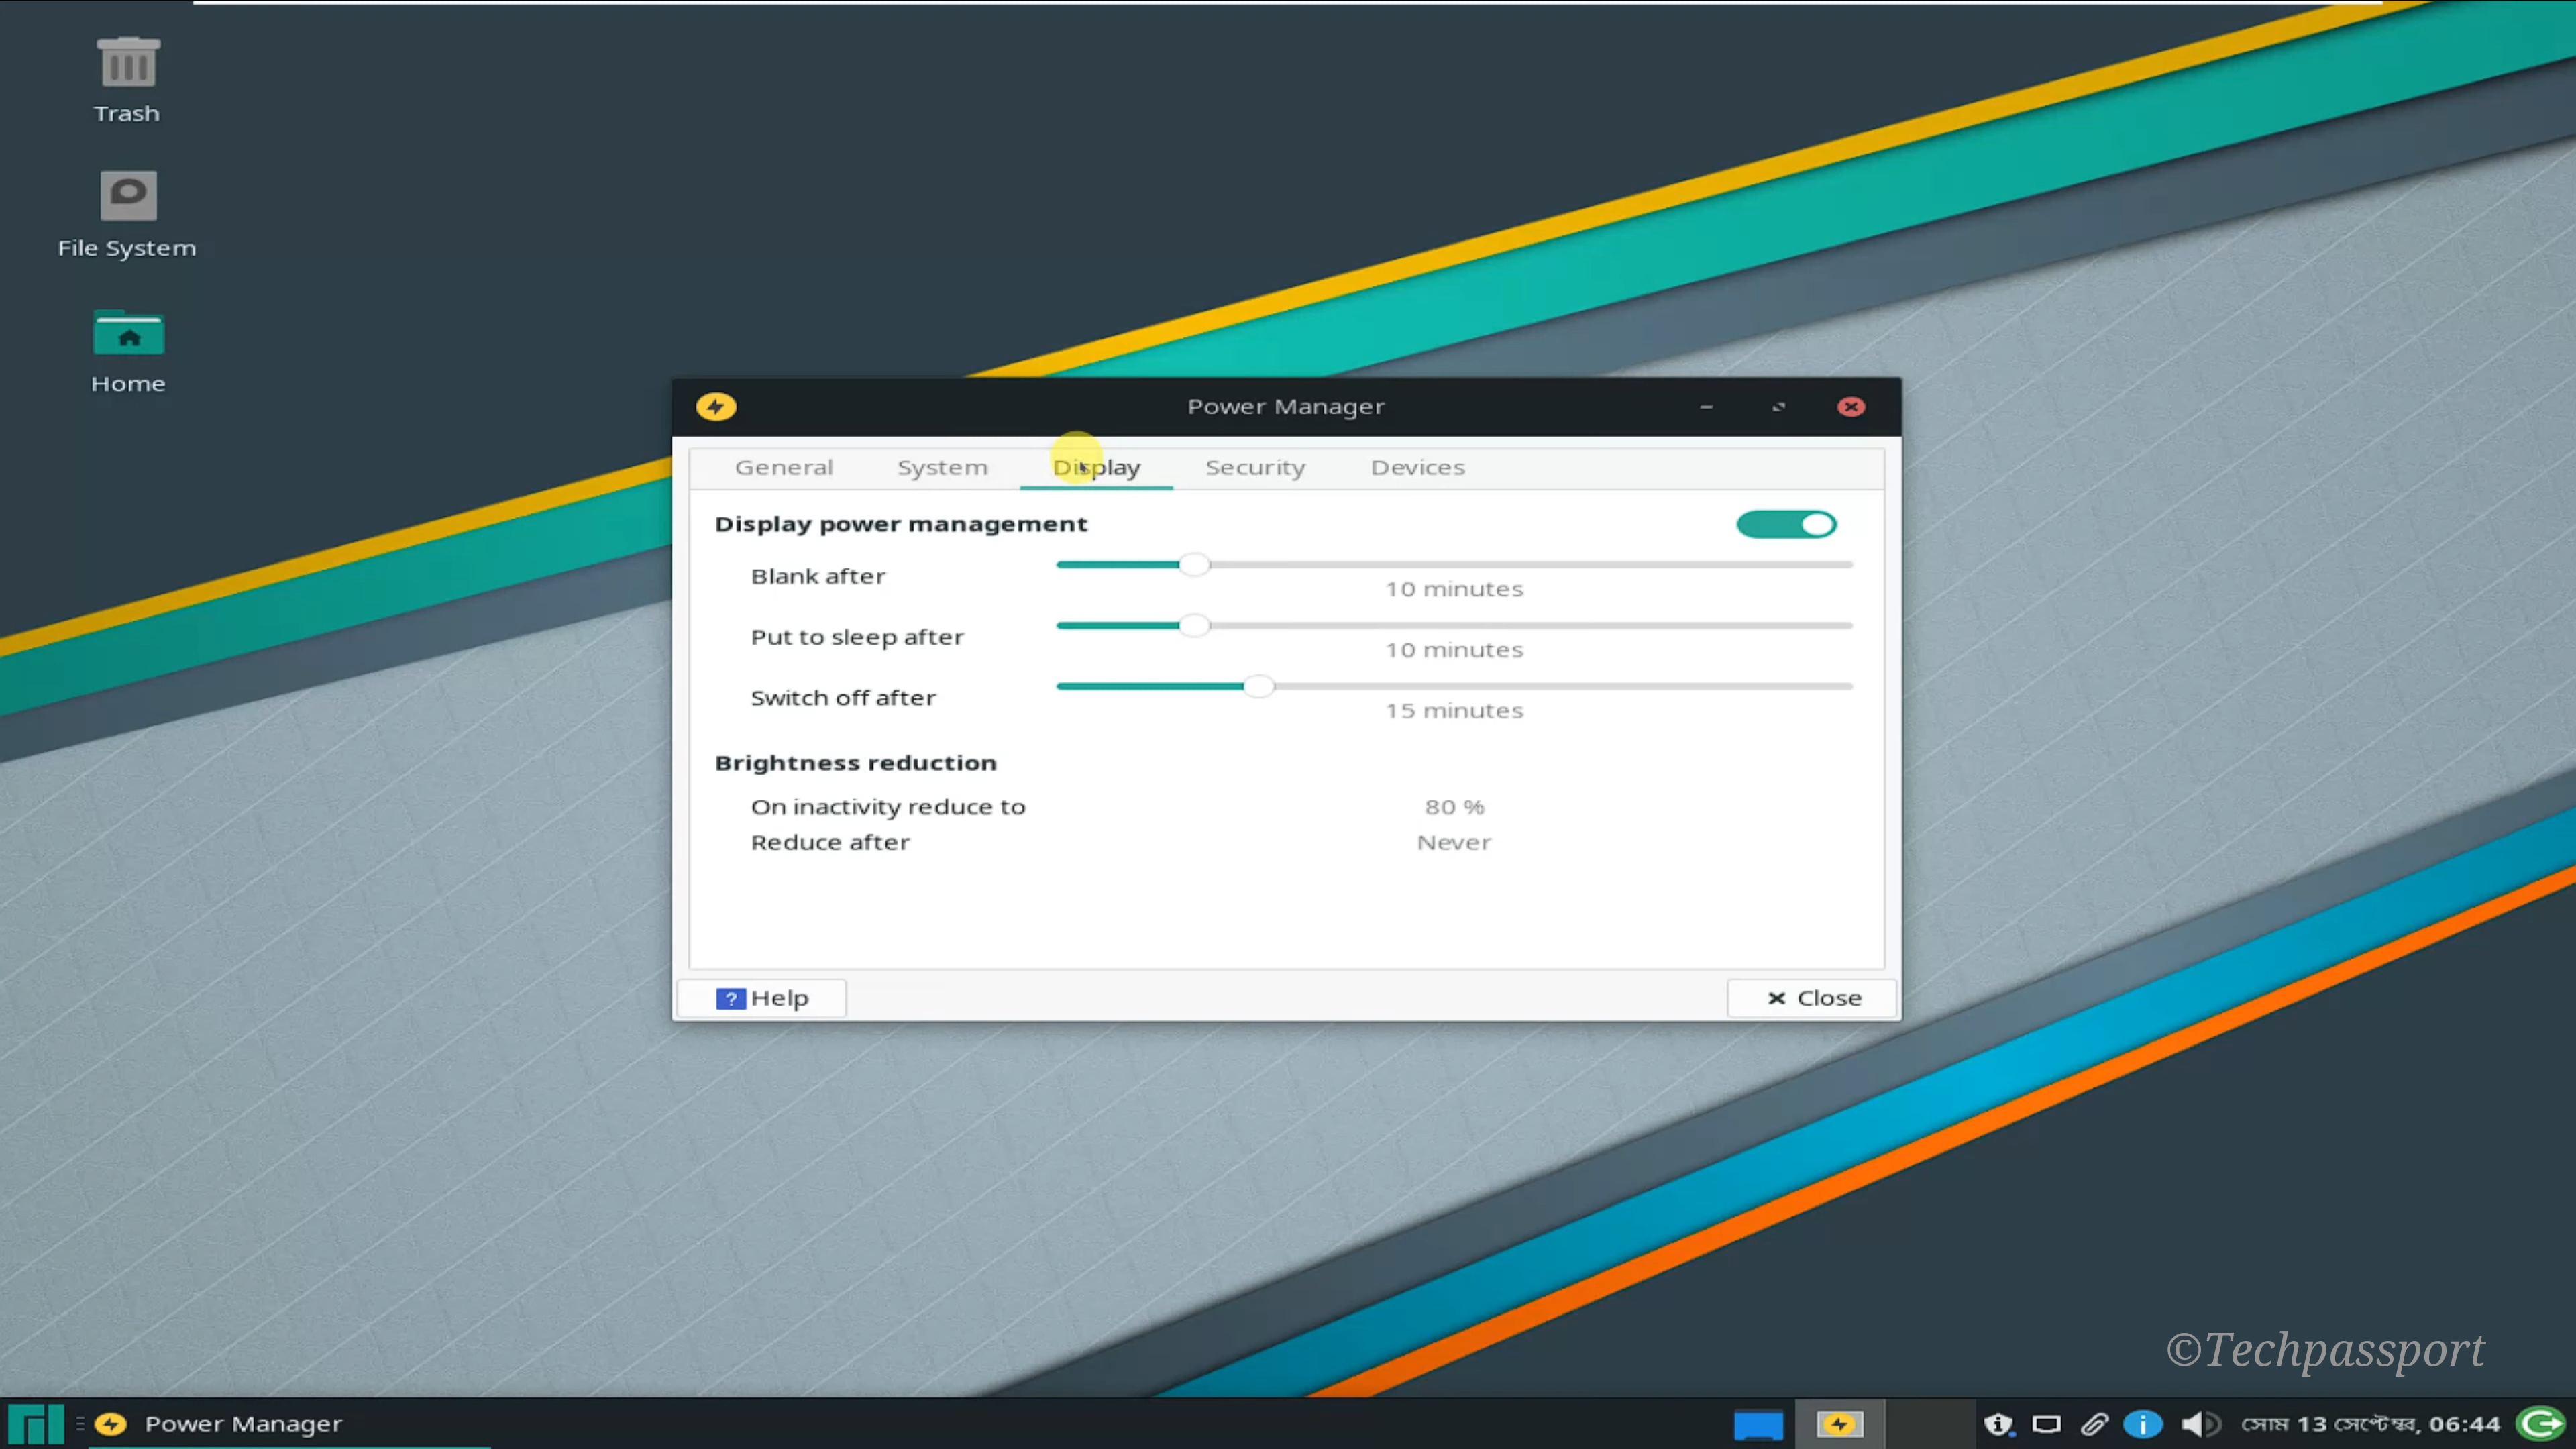 Trash
File System
Home
Power Manager
General System Display Security Devices
Display power management
Blank after
10 minutes
Put to sleep after
10 minutes
Switch off after
15 minutes
Brightness reduction
On inactivity reduce to 80 %
Reduce after Never
? Help
Close
©Techpassport
Power Manager
সোম 13 সেপ্টেম্বর, 06:44